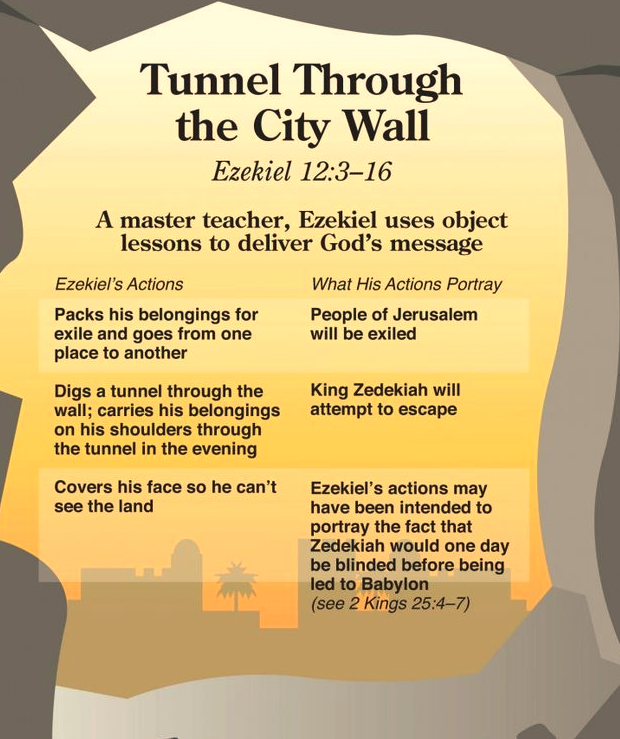 Tunnel Through
the City Wall
Ezekiel 12:3–16
A master teacher, Ezekiel uses object
lessons to deliver God's message
Ezekiel's Actions
What His Actions Portray
Packs his belongings for
exile and goes from one
place to another
People of Jerusalem
will be exiled
Digs a tunnel through the
wall; carries his belongings
on his shoulders through
the tunnel in the evening
King Zedekiah will
attempt to escape
Covers his face so he can't
see the land
Ezekiel's actions may
have been intended to
portray the fact that
Zedekiah would one day
be blinded before being
led to Babylon
(see 2 Kings 25:4–7)